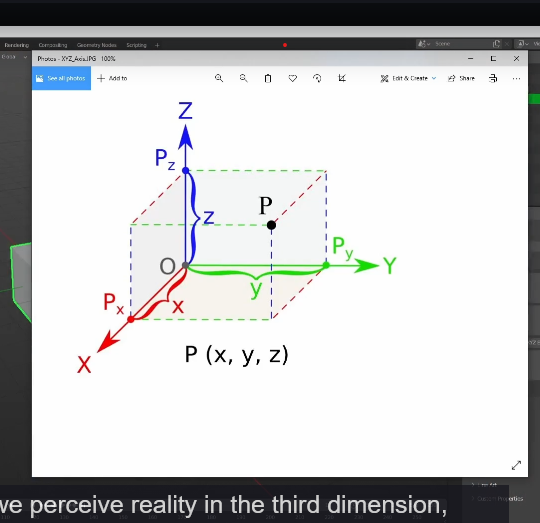 Rendering Compositing Geometry Nodes Scripting +
Scene
Photos - XYZ_Axis.JPG 100%
See all photos + Add to Edit & Create Share
Z
Pz
z
P
O
Py
Y
y
Px
x
X
P (x, y, z)
we perceive reality in the third dimension,